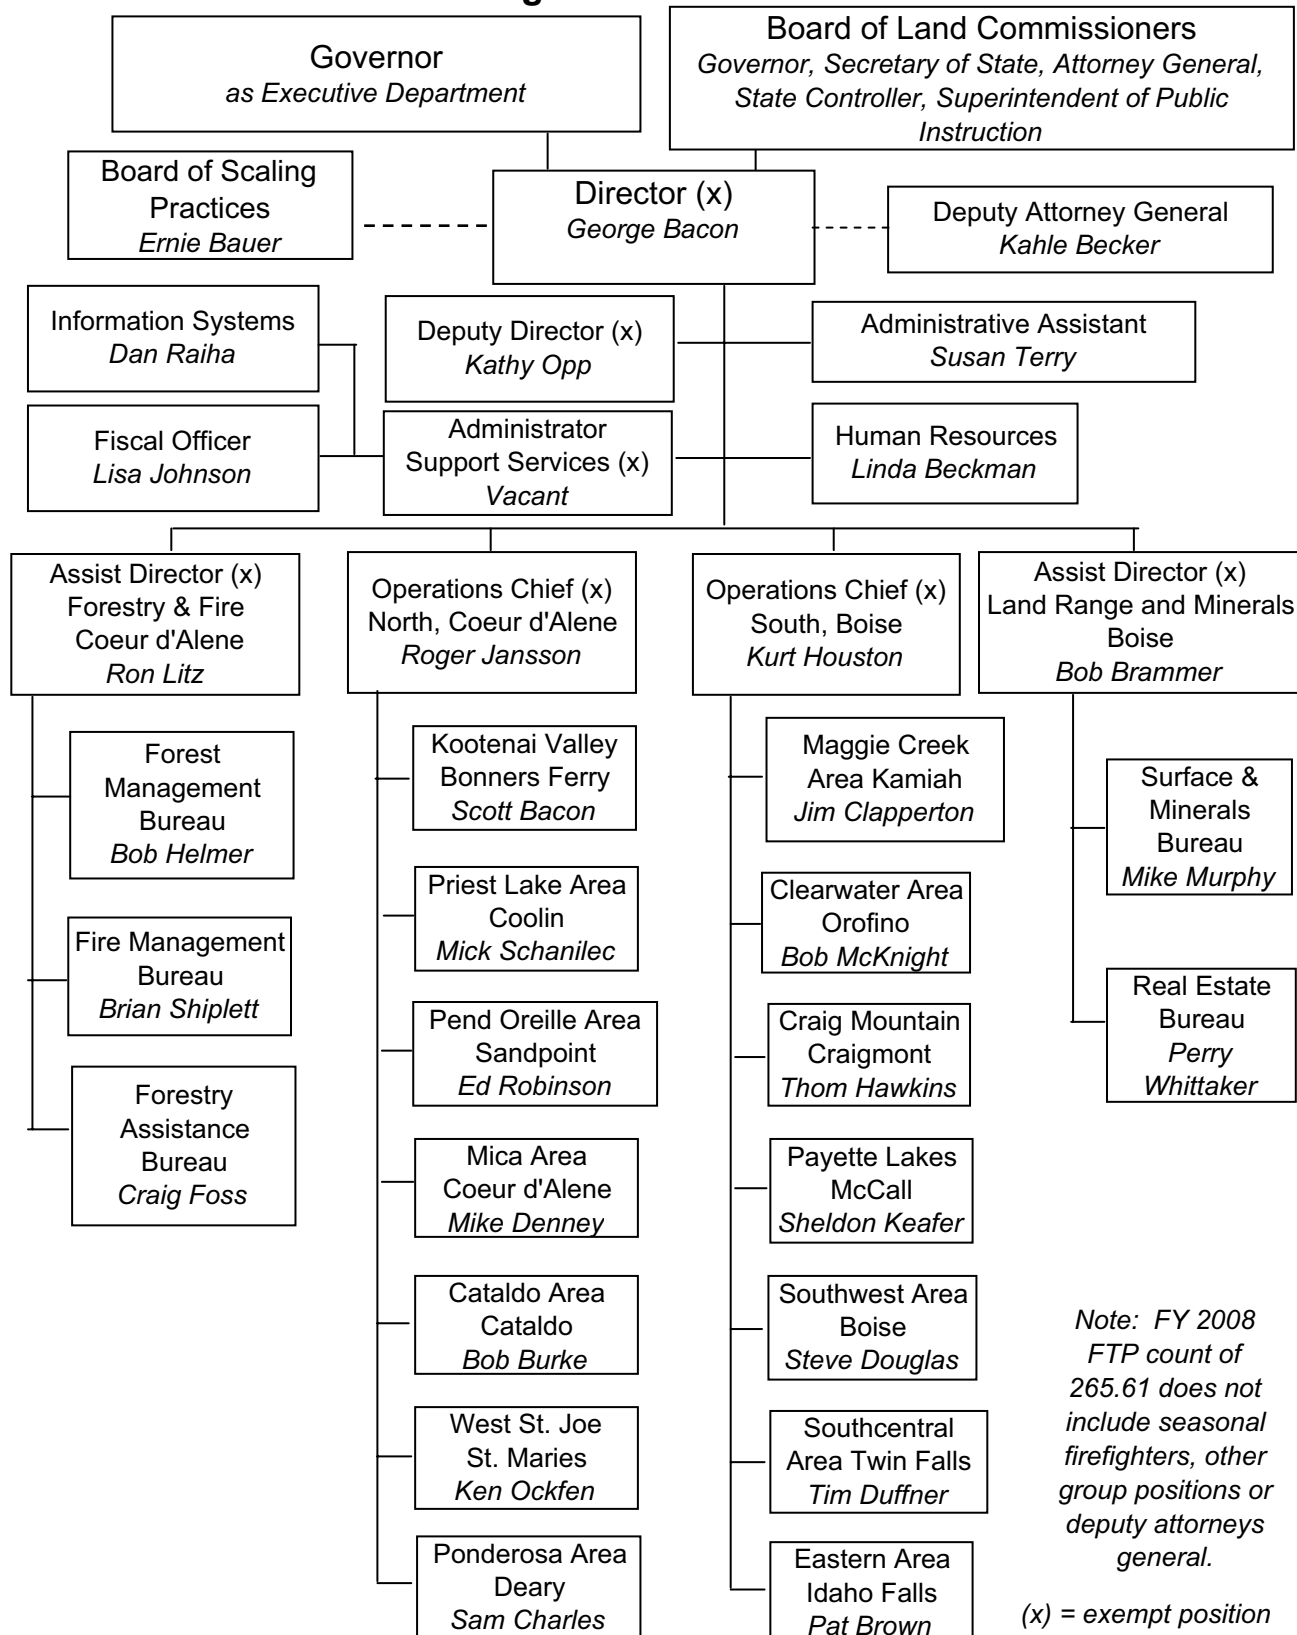 Governor
as Executive Department
Board of Land Commissioners
Governor, Secretary of State, Attorney General,
State Controller, Superintendent of Public
Instruction
Board of Scaling
Practices
Ernie Bauer
Director (x)
George Bacon
Deputy Attorney General
Kahle Becker
Information Systems
Dan Raiha
Deputy Director (x)
Kathy Opp
Administrative Assistant
Susan Terry
Fiscal Officer
Lisa Johnson
Administrator
Support Services (x)
Vacant
Human Resources
Linda Beckman
Assist Director (x)
Forestry & Fire
Coeur d'Alene
Ron Litz
Operations Chief (x)
North, Coeur d'Alene
Roger Jansson
Operations Chief (x)
South, Boise
Kurt Houston
Assist Director (x)
Land Range and Minerals
Boise
Bob Brammer
Forest
Management
Bureau
Bob Helmer
Fire Management
Bureau
Brian Shiplett
Forestry
Assistance
Bureau
Craig Foss
Kootenai Valley
Bonners Ferry
Scott Bacon
Priest Lake Area
Coolin
Mick Schanilec
Pend Oreille Area
Sandpoint
Ed Robinson
Mica Area
Coeur d'Alene
Mike Denney
Cataldo Area
Cataldo
Bob Burke
West St. Joe
St. Maries
Ken Ockfen
Ponderosa Area
Deary
Sam Charles
Maggie Creek
Area Kamiah
Jim Clapperton
Clearwater Area
Orofino
Bob McKnight
Craig Mountain
Craigmont
Thom Hawkins
Payette Lakes
McCall
Sheldon Keafer
Southwest Area
Boise
Steve Douglas
Southcentral
Area Twin Falls
Tim Duffner
Eastern Area
Idaho Falls
Pat Brown
Surface &
Minerals
Bureau
Mike Murphy
Real Estate
Bureau
Perry
Whittaker
Note:  FY 2008
FTP count of
265.61 does not
include seasonal
firefighters, other
group positions or
deputy attorneys
general.
(x) = exempt position